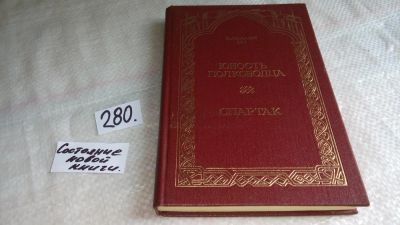 ЮНОСТЬ
ПОЛКОВОДЦА
СПАРТАК
280.
Состояние
новой
книги.